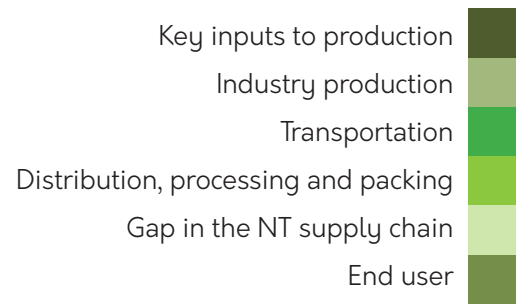 Key inputs to production
Industry production
Transportation
Distribution, processing and packing
Gap in the NT supply chain
End user